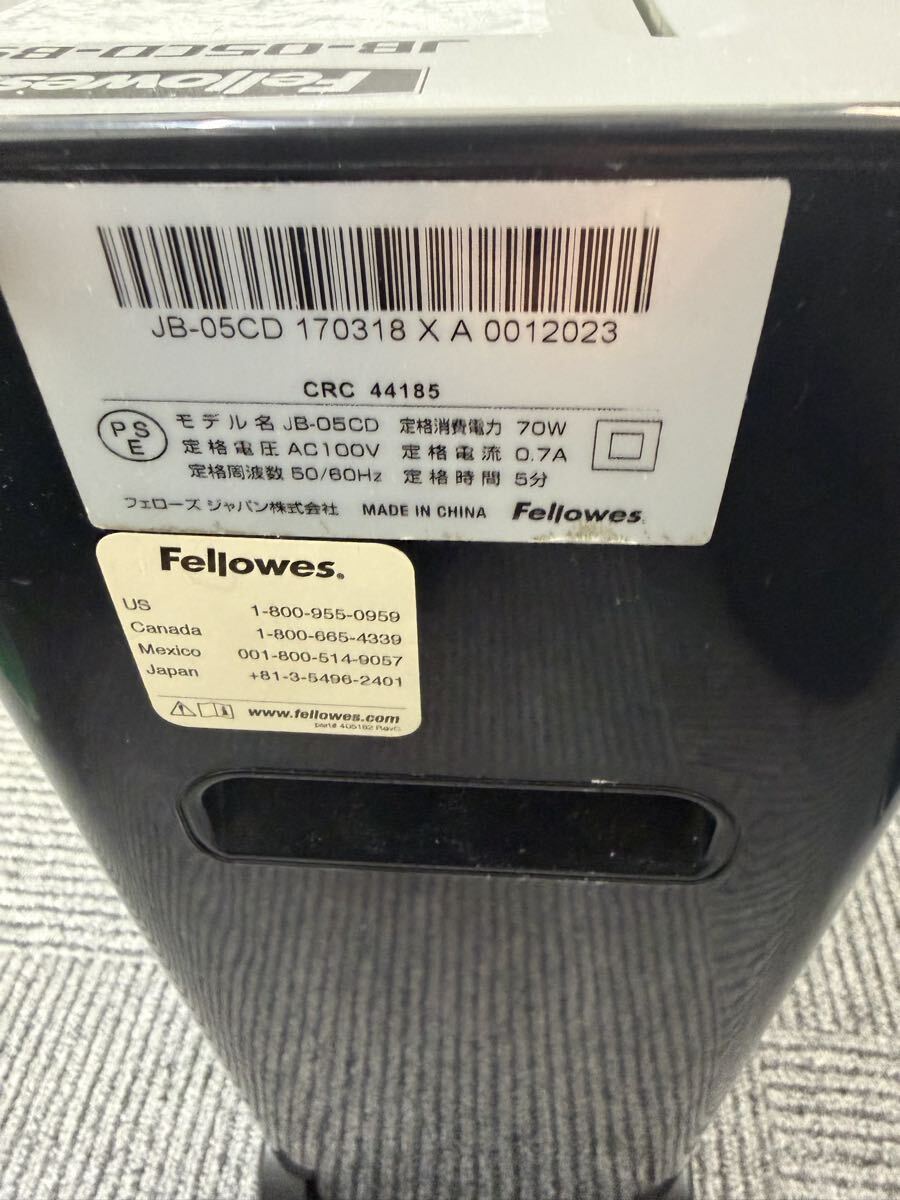 JB-05CD-B
Fellowes
JB-05CD 170318 X A 0012023
CRC 44185
PSE
モデル名 JB-05CD 定格消費電力 70W
定格電圧 AC100V 定格電流 0.7A
定格周波数 50/60Hz 定格時間 5分
フェローズ ジャパン株式会社 MADE IN CHINA Fellowes
Fellowes.
US 1-800-955-0959
Canada 1-800-665-4339
Mexico 001-800-514-9057
Japan +81-3-5496-2401
www.fellowes.com
part# 405182 RevC